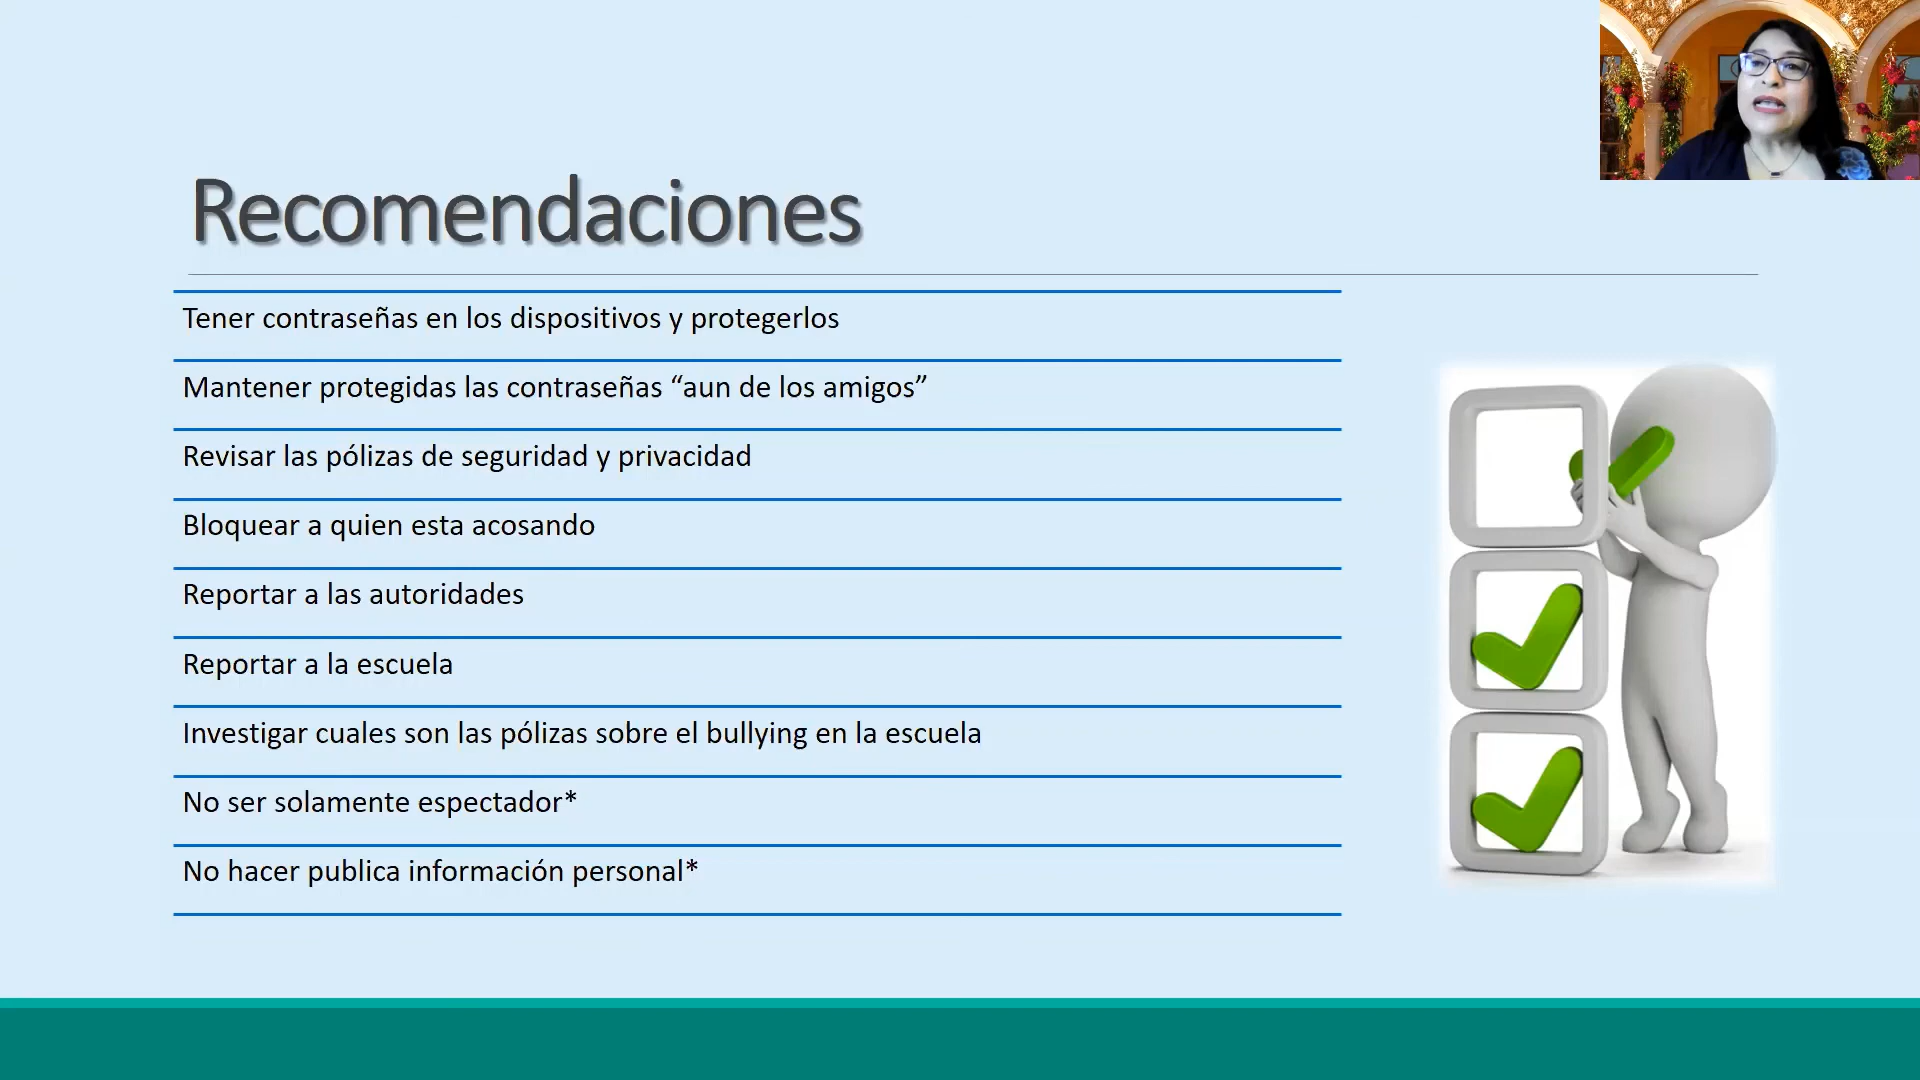 Recomendaciones
Tener contraseñas en los dispositivos y protegerlos
Mantener protegidas las contraseñas “aun de los amigos”
Revisar las pólizas de seguridad y privacidad
Bloquear a quien esta acosando
Reportar a las autoridades
Reportar a la escuela
Investigar cuales son las pólizas sobre el bullying en la escuela
No ser solamente espectador*
No hacer publica información personal*